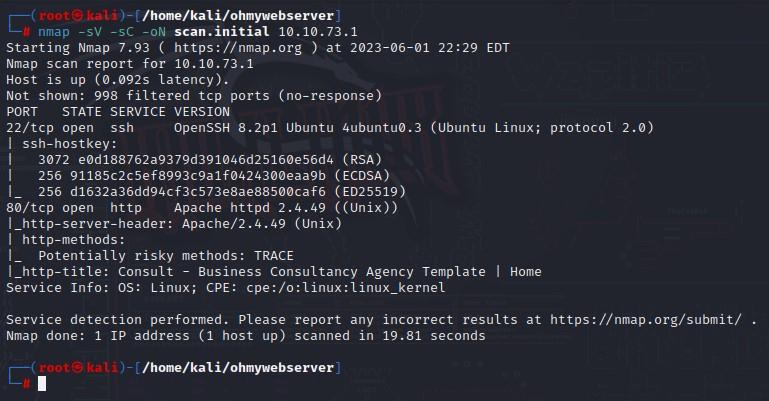 ┌──(root㉿kali)-[/home/kali/ohmywebserver]
└─# nmap -sV -sC -oN scan.initial 10.10.73.1
Starting Nmap 7.93 ( https://nmap.org ) at 2023-06-01 22:29 EDT
Nmap scan report for 10.10.73.1
Host is up (0.092s latency).
Not shown: 998 filtered tcp ports (no-response)
PORT   STATE SERVICE VERSION
22/tcp open  ssh     OpenSSH 8.2p1 Ubuntu 4ubuntu0.3 (Ubuntu Linux; protocol 2.0)
| ssh-hostkey:
|   3072 e0d188762a9379d391046d25160e56d4 (RSA)
|   256 91185c2c5ef8993c9a1f0424300eaa9b (ECDSA)
|_  256 d1632a36dd94cf3c573e8ae88500caf6 (ED25519)
80/tcp open  http    Apache httpd 2.4.49 ((Unix))
|_http-server-header: Apache/2.4.49 (Unix)
| http-methods:
|_  Potentially risky methods: TRACE
|_http-title: Consult - Business Consultancy Agency Template | Home
Service Info: OS: Linux; CPE: cpe:/o:linux:linux_kernel

Service detection performed. Please report any incorrect results at https://nmap.org/submit/ .
Nmap done: 1 IP address (1 host up) scanned in 19.81 seconds

┌──(root㉿kali)-[/home/kali/ohmywebserver]
└─#